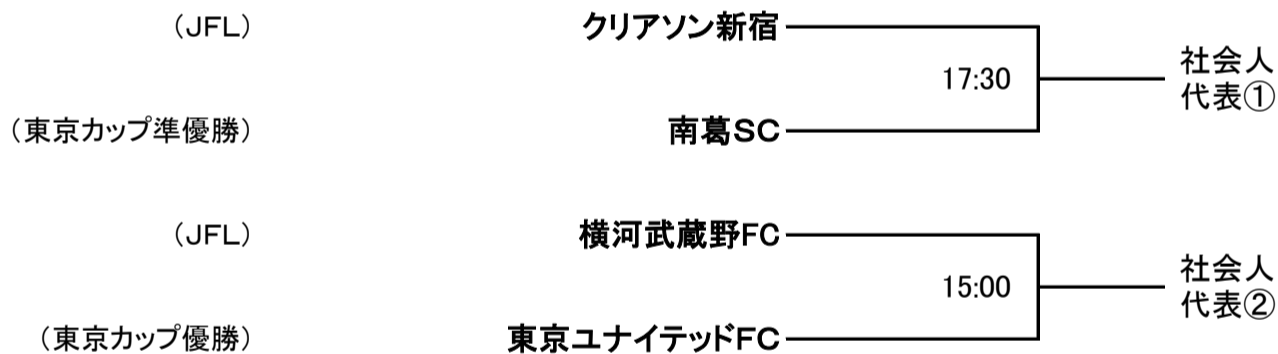 （JFL） クリアソン新宿
17:30 社会人
代表①
（東京カップ準優勝） 南葛SC
（JFL） 横河武蔵野FC
15:00 社会人
代表②
（東京カップ優勝） 東京ユナイテッドFC